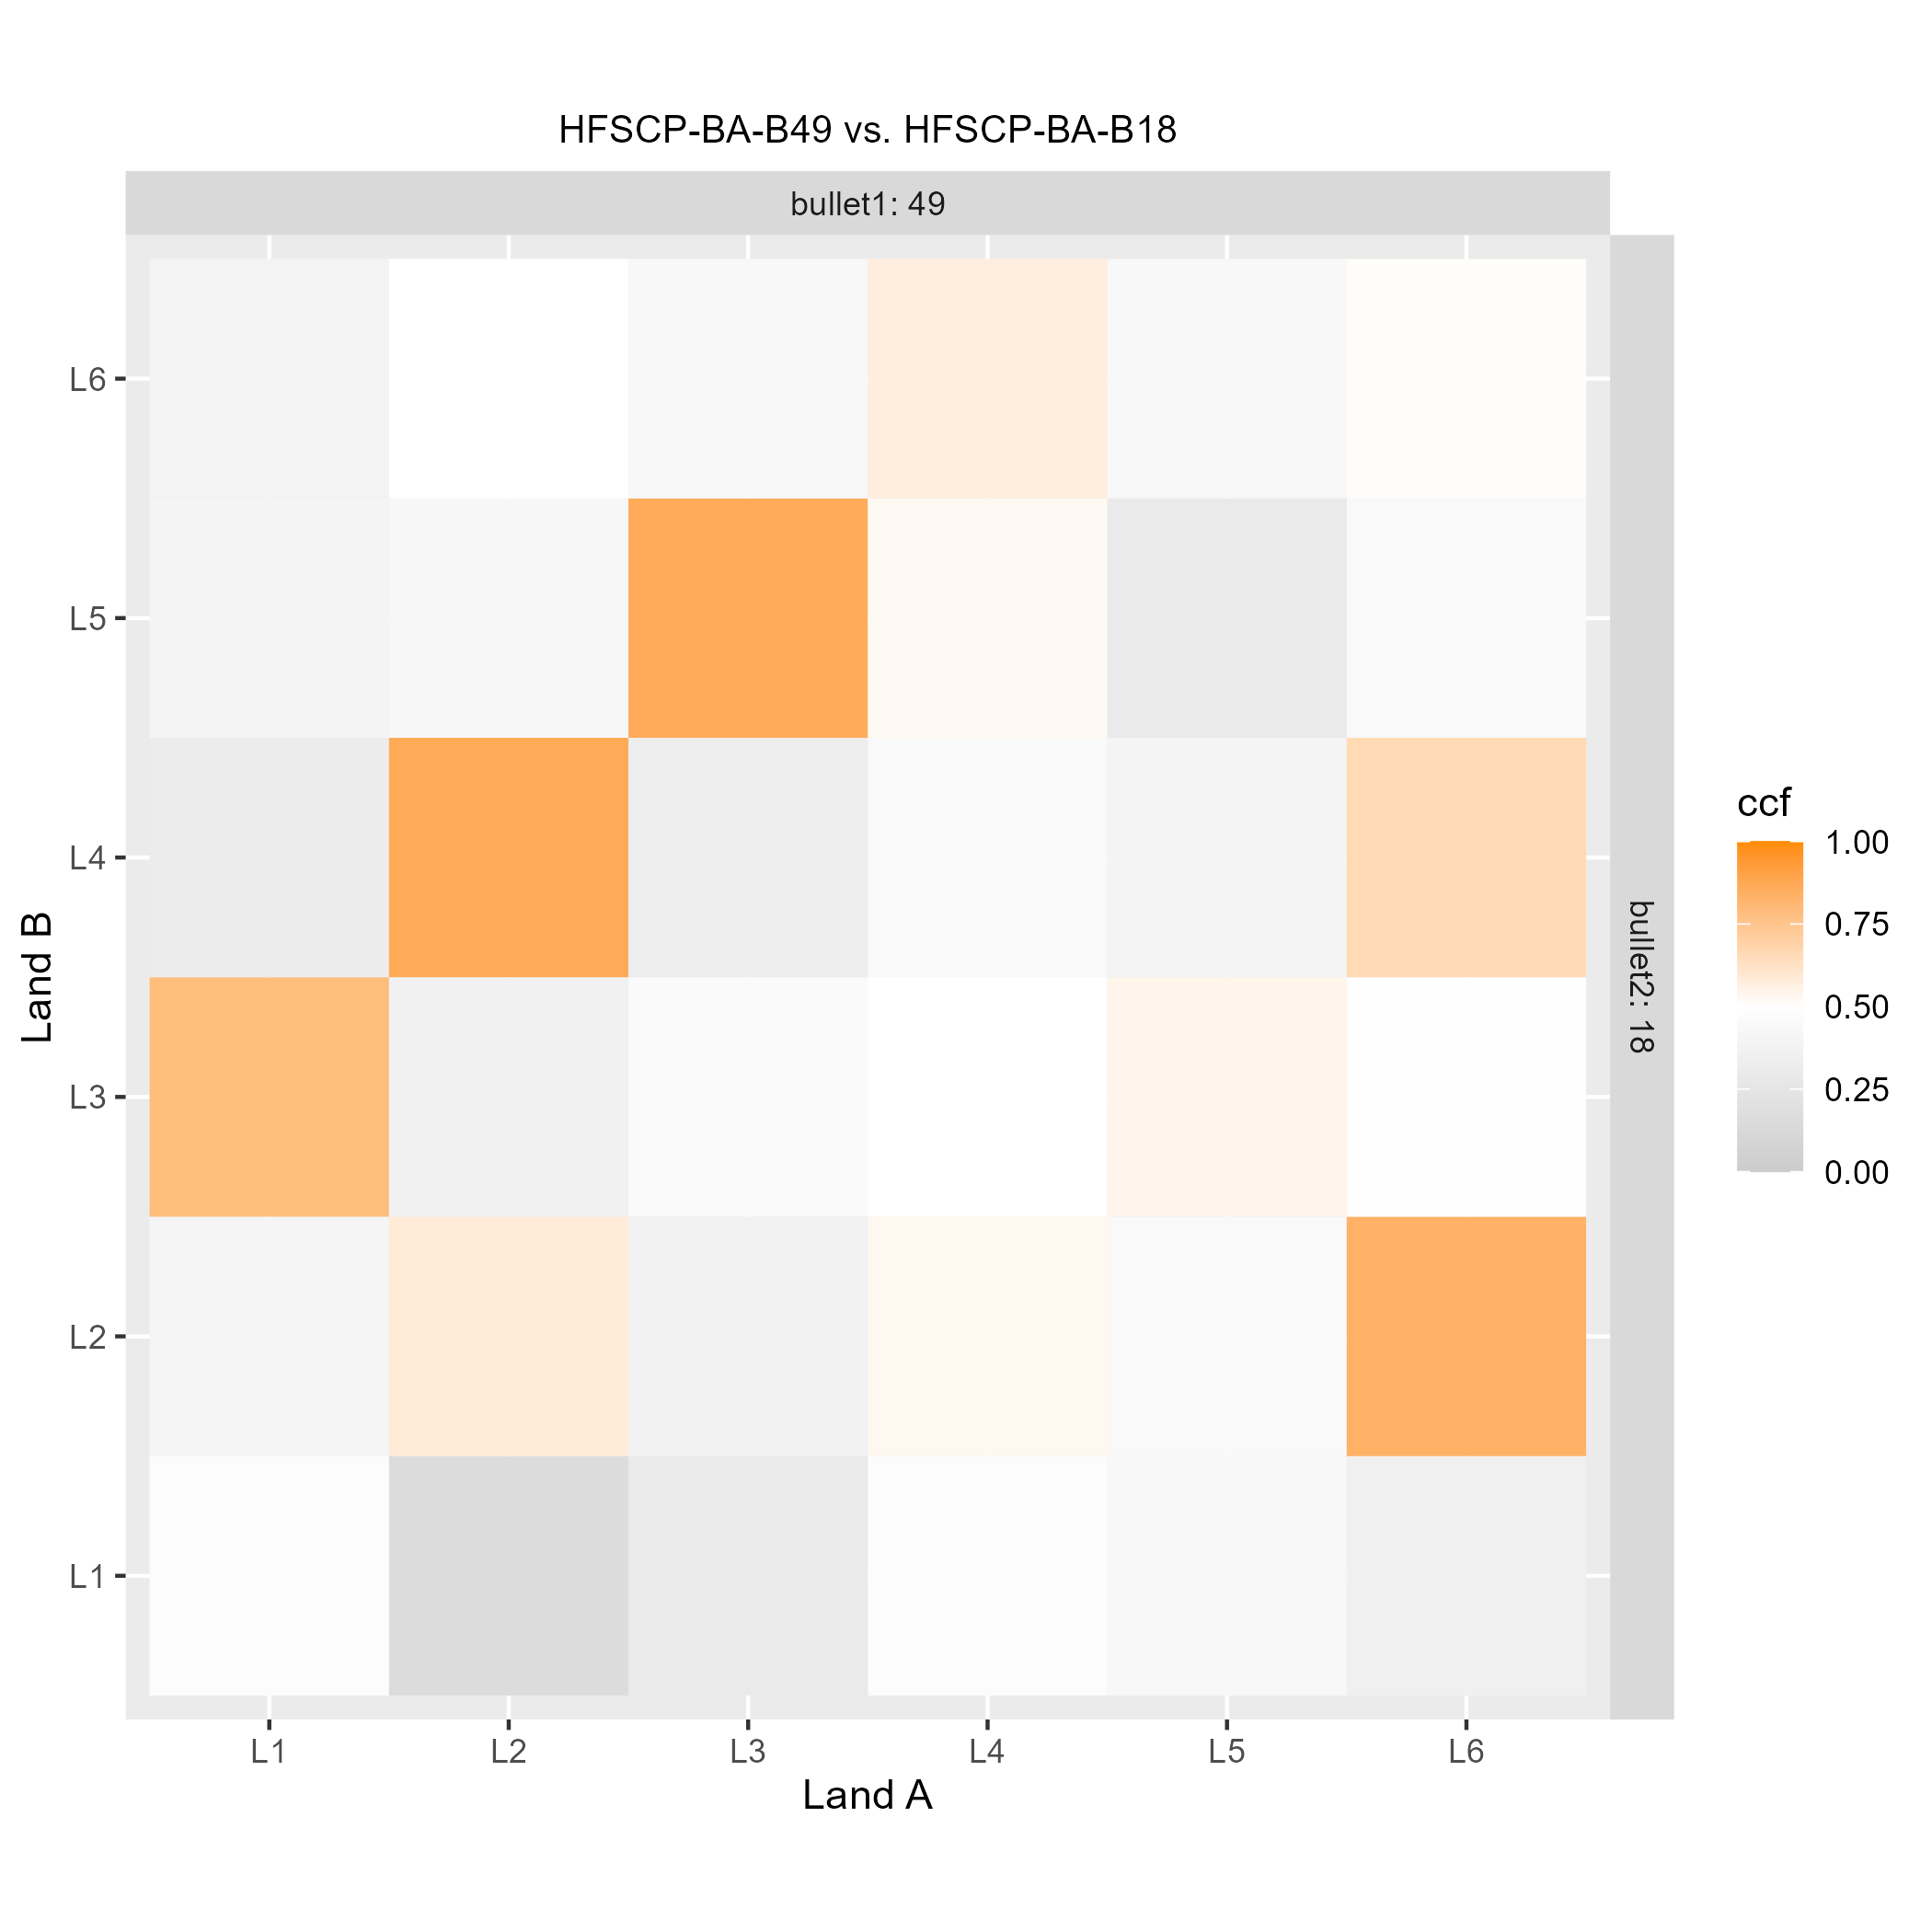 HFSCP-BA-B49 vs. HFSCP-BA-B18
bullet1: 49
L6
L5
L4
L3
L2
L1
Land B
bullet2: 18
L1 L2 L3 L4 L5 L6
Land A
ccf
1.00
0.75
0.50
0.25
0.00